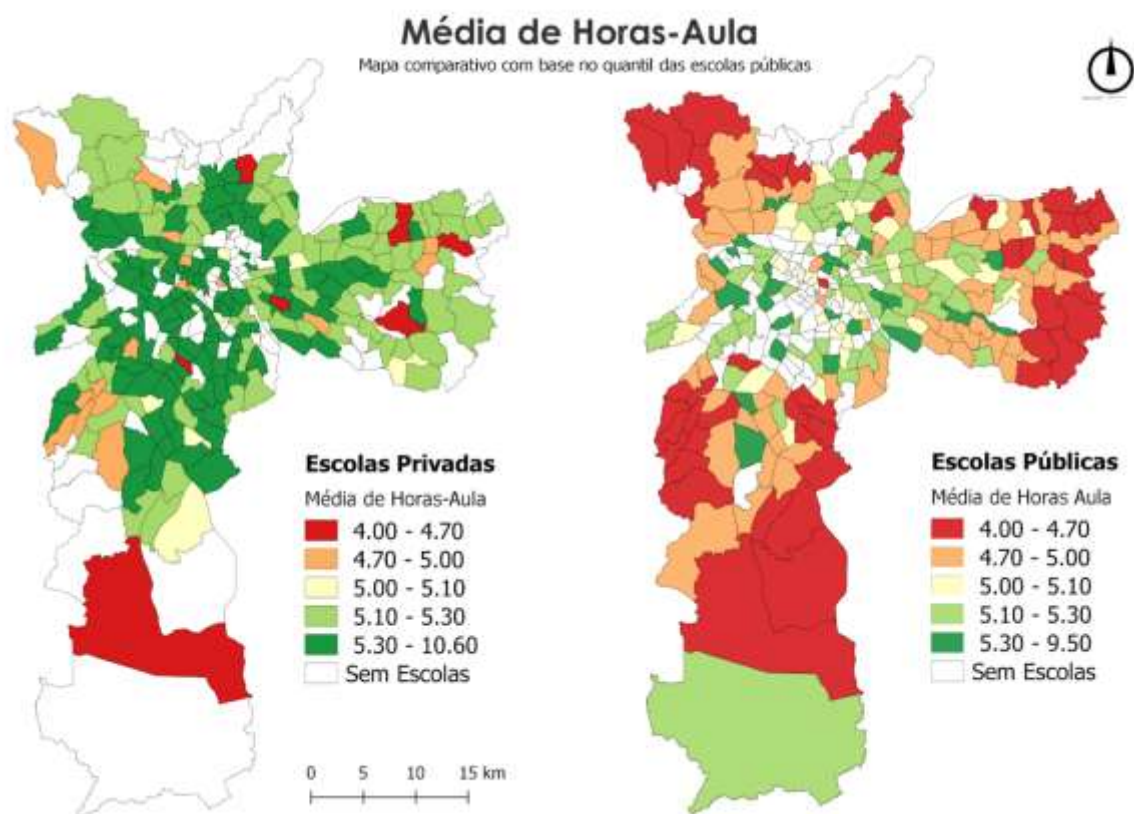 Média de Horas-Aula
Mapa comparativo com base no quantil das escolas públicas
Escolas Privadas
Média de Horas-Aula
4.00 - 4.70
4.70 - 5.00
5.00 - 5.10
5.10 - 5.30
5.30 - 10.60
Sem Escolas
0 5 10 15 km
Escolas Públicas
Média de Horas Aula
4.00 - 4.70
4.70 - 5.00
5.00 - 5.10
5.10 - 5.30
5.30 - 9.50
Sem Escolas